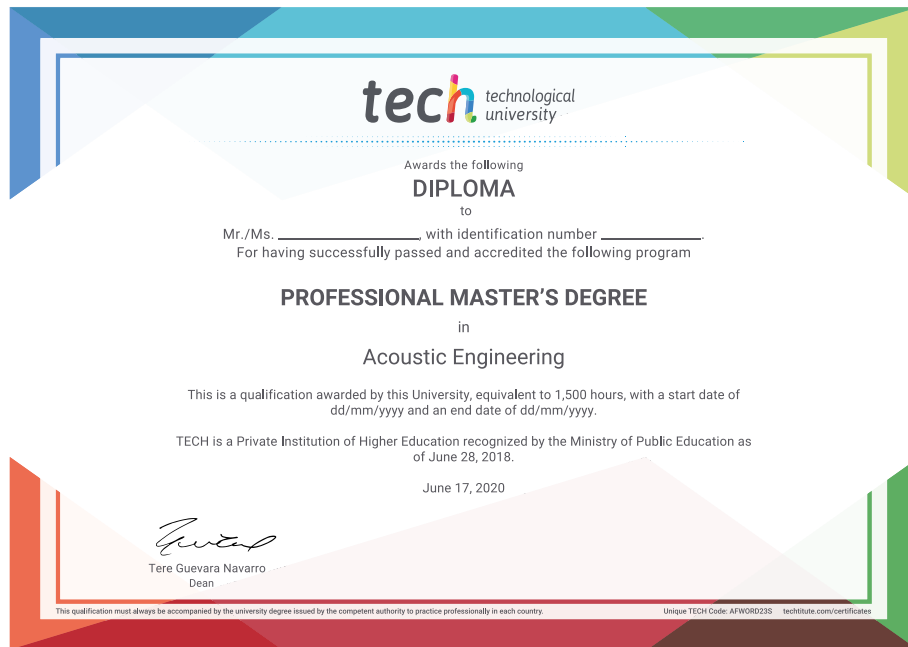 tech technological
university
Awards the following
DIPLOMA
to
Mr./Ms. ____________________, with identification number ______________.
For having successfully passed and accredited the following program
PROFESSIONAL MASTER'S DEGREE
in
Acoustic Engineering
This is a qualification awarded by this University, equivalent to 1,500 hours, with a start date of
dd/mm/yyyy and an end date of dd/mm/yyyy.
TECH is a Private Institution of Higher Education recognized by the Ministry of Public Education as
of June 28, 2018.
June 17, 2020
Tere Guevara Navarro
Dean
This qualification must always be accompanied by the university degree issued by the competent authority to practice professionally in each country. Unique TECH Code: AFWORD23S techtitute.com/certificates